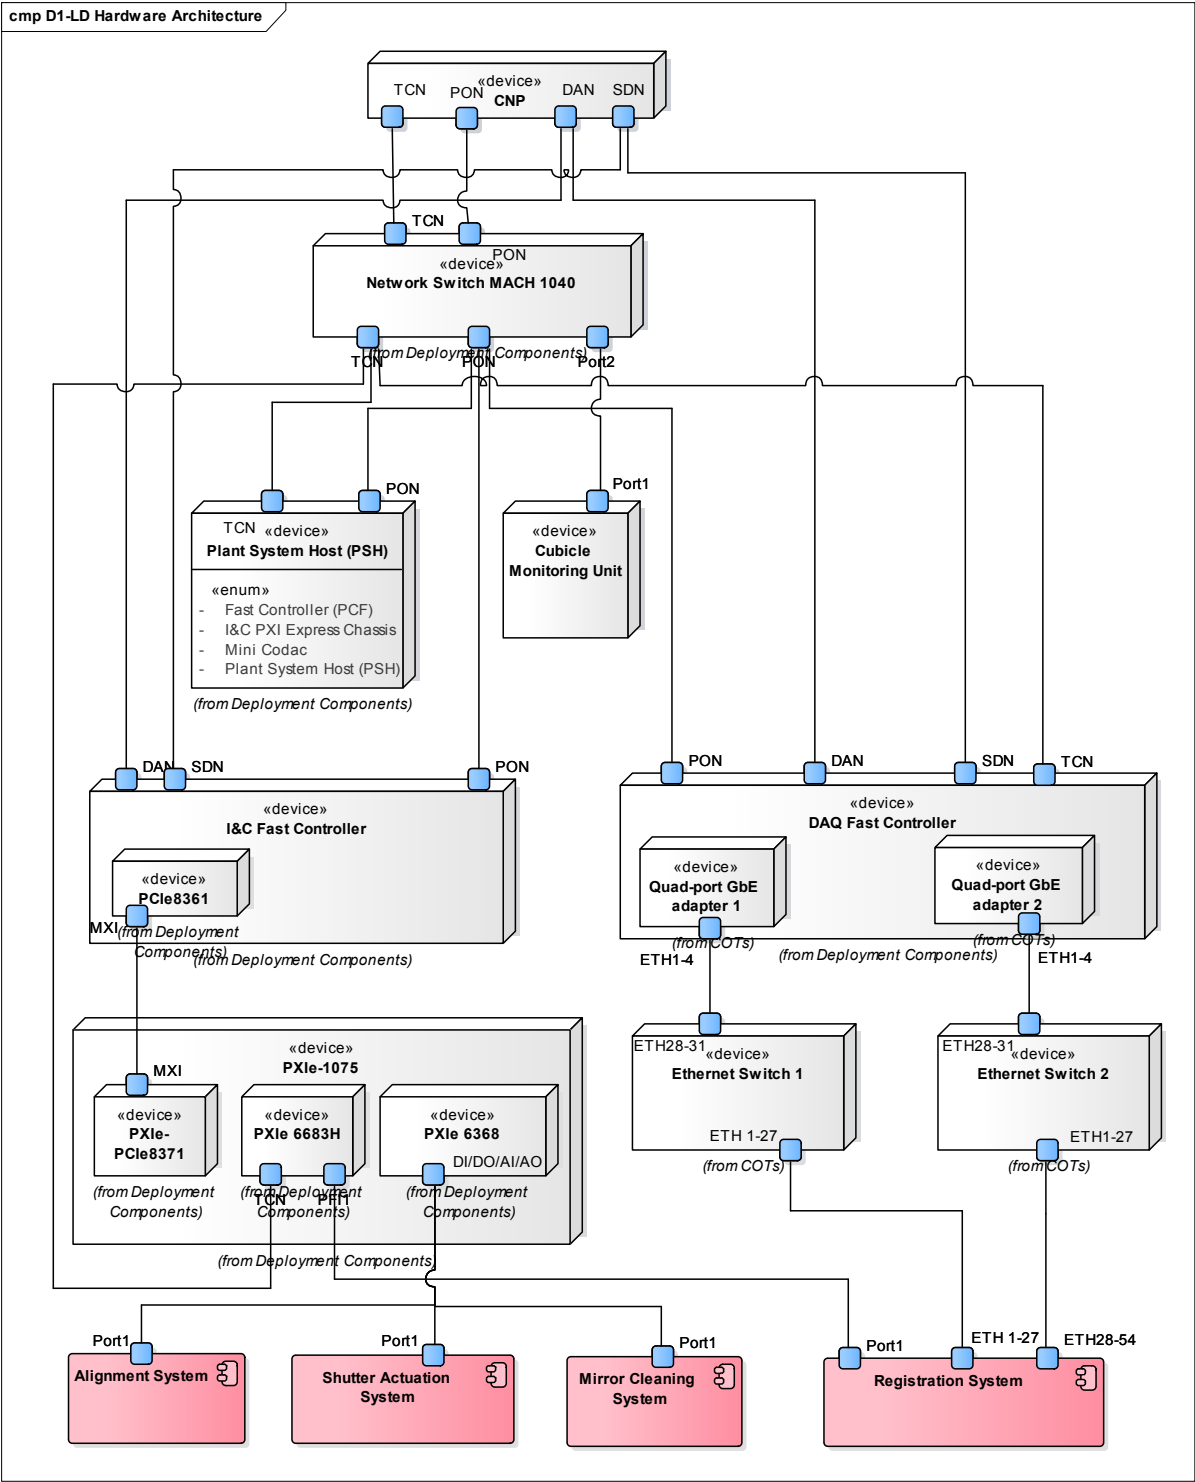 cmp D1-LD Hardware Architecture
TCN
PON
«device»
CNP
DAN
SDN
TCN
PON
«device»
Network Switch MACH 1040
(from Deployment Components)
TCN
PON
Port2
PON
Port1
TCN
«device»
Plant System Host (PSH)
«enum»
- Fast Controller (PCF)
- I&C PXI Express Chassis
- Mini Codac
- Plant System Host (PSH)
(from Deployment Components)
«device»
Cubicle
Monitoring Unit
DAN
SDN
PON
«device»
I&C Fast Controller
«device»
PCIe8361
MXI
(from Deployment
Components)
(from Deployment Components)
PON
DAN
SDN
TCN
«device»
DAQ Fast Controller
«device»
Quad-port GbE
adapter 1
(from COTs)
«device»
Quad-port GbE
adapter 2
(from COTs)
(from Deployment Components)
ETH1-4
ETH1-4
«device»
PXIe-1075
MXI
«device»
PXIe-
PCIe8371
(from Deployment
Components)
«device»
PXIe 6683H
(from Deployment
Components)
TCN
PFI1
«device»
PXIe 6368
DI/DO/AI/AO
(from Deployment
Components)
(from Deployment Components)
ETH28-31
«device»
Ethernet Switch 1
ETH 1-27
(from COTs)
ETH28-31
«device»
Ethernet Switch 2
ETH1-27
(from COTs)
Port1
Alignment System
Port1
Shutter Actuation
System
Port1
Mirror Cleaning
System
Port1
ETH 1-27
ETH28-54
Registration System